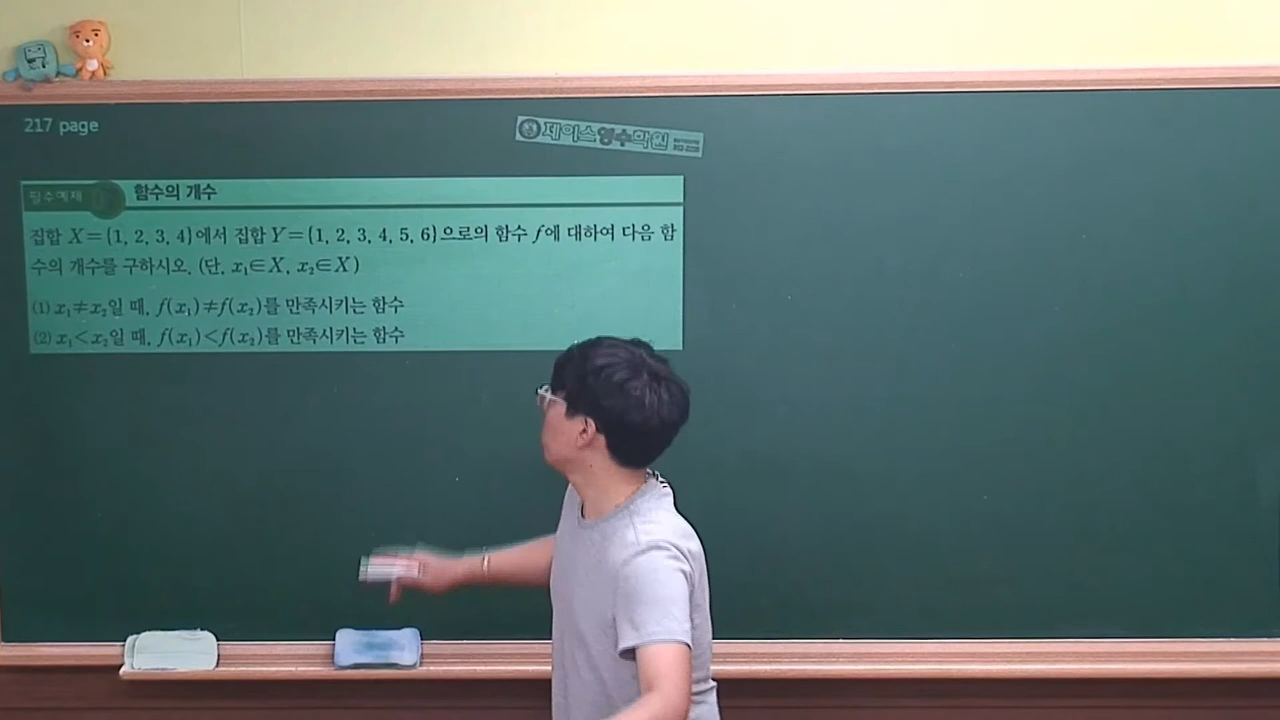 217 page
제이스영수학원
필수예제
함수의 개수
집합 X={1, 2, 3, 4}에서 집합 Y={1, 2, 3, 4, 5, 6}으로의 함수 f에 대하여 다음 함
수의 개수를 구하시오. (단, x₁∈X, x₂∈X)
(1) x₁≠x₂일 때, f(x₁)≠f(x₂)를 만족시키는 함수
(2) x₁<x₂일 때, f(x₁)<f(x₂)를 만족시키는 함수